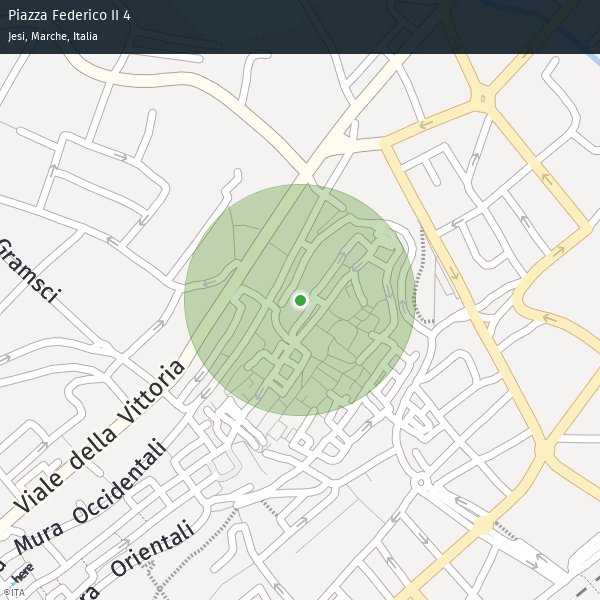 Piazza Federico II 4
Jesi, Marche, Italia
Gramsci
Viale della Vittoria
Mura Occidentali
Orientali
here
©ITA